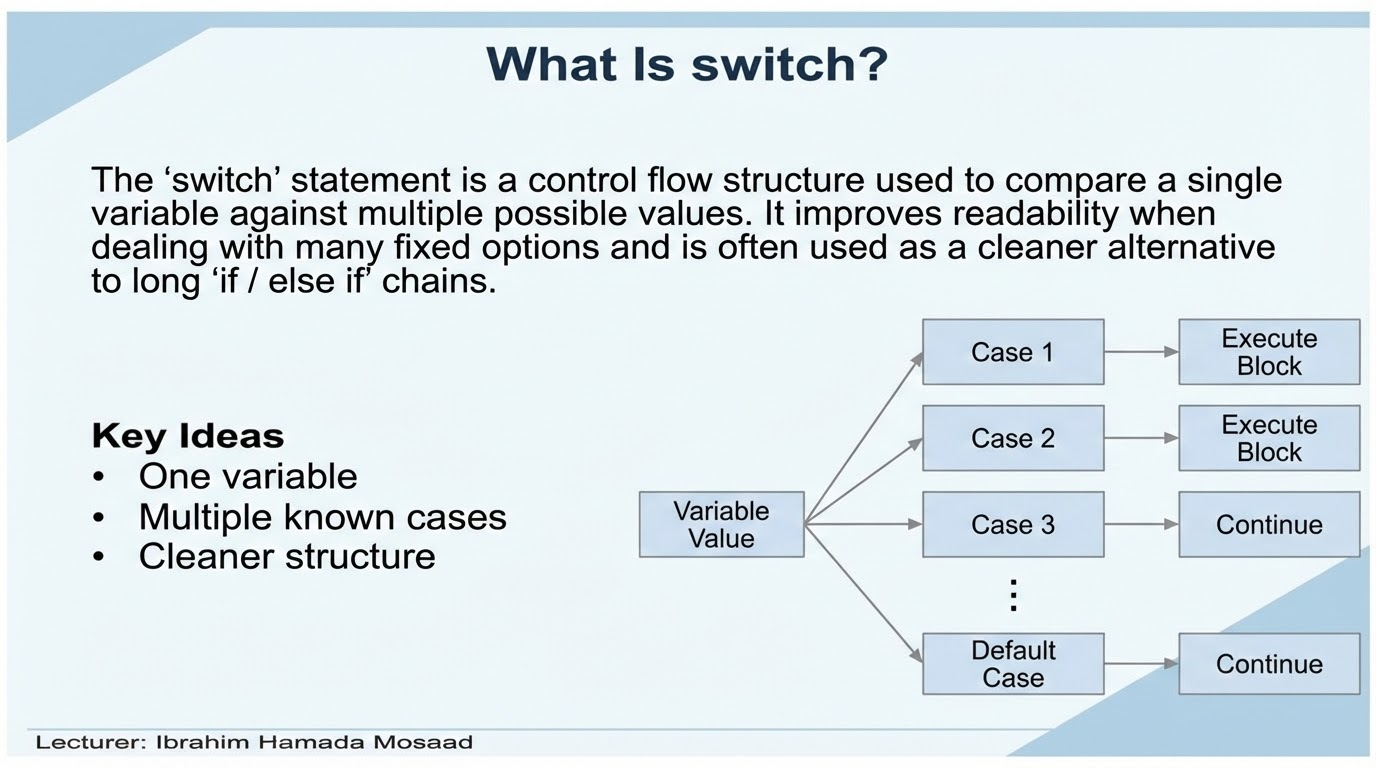 What Is switch?
The ‘switch’ statement is a control flow structure used to compare a single
variable against multiple possible values. It improves readability when
dealing with many fixed options and is often used as a cleaner alternative
to long ‘if / else if’ chains.
Key Ideas
• One variable
• Multiple known cases
• Cleaner structure
Variable
Value
Case 1
Execute
Block
Case 2
Execute
Block
Case 3
Continue
⋮
Default
Case
Continue
Lecturer: Ibrahim Hamada Mosaad